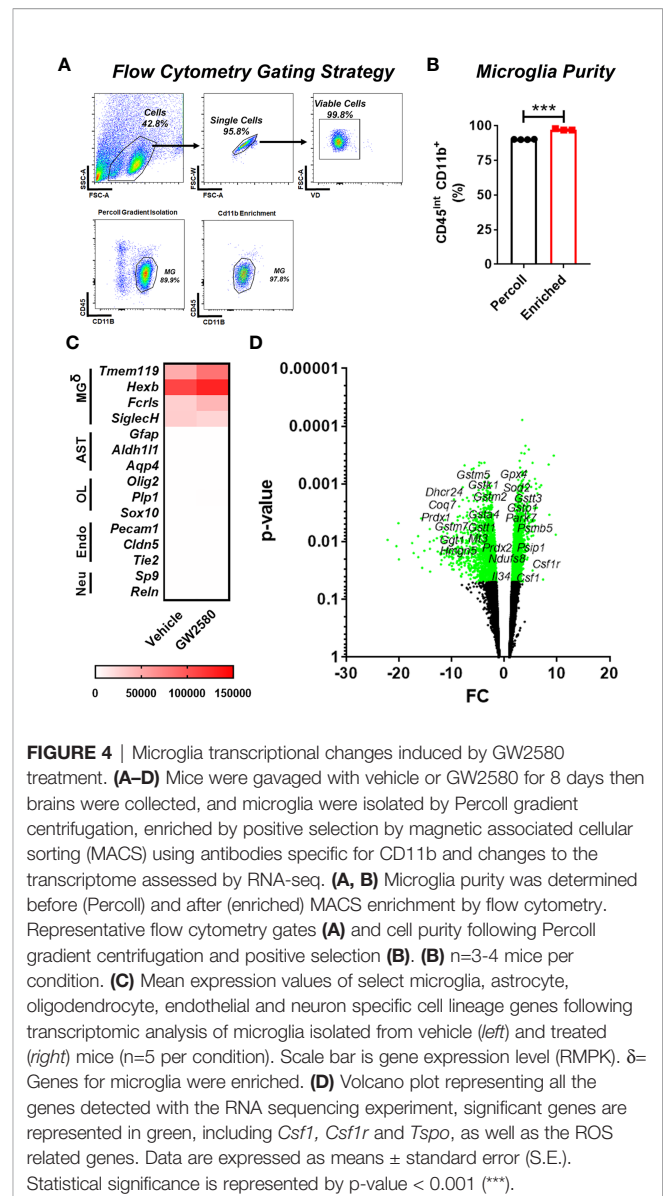 A
Flow Cytometry Gating Strategy
B
Microglia Purity
Cells
42.8%
SSC-A
FSC-A
Single Cells
95.8%
FSC-W
FSC-A
Viable Cells
99.8%
VD
Percoll Gradient Isolation
MG
89.9%
CD45
CD11B
Cd11b Enrichment
MG
97.8%
CD45
CD11B
***
CD45Int CD11b+
(%)
100
75
50
25
0
Percoll
Enriched
C
MGδ
AST
OL
Endo
Neu
Tmem119
Hexb
Fcrls
SiglecH
Gfap
Aldh1l1
Aqp4
Olig2
Plp1
Sox10
Pecam1
Cldn5
Tie2
Sp9
Reln
Vehicle
GW2580
0 50000 100000 150000
D
p-value
0.00001
0.0001
0.001
0.01
0.1
1
Gstm5
Gpx4
Gstk1
Sod2
Dhcr24
Gstm2
Gstt3
Coq7
Gstp1
Prdx1
Gsta4
Park7
Gstm7
Gstt1
Psmb5
Ggt1
Mt3
Hmgn5
Prdx2
Psip1
Ndufs8
Csf1r
Il34
Csf1
-30 -20 -10 0 10 20
FC
FIGURE 4 | Microglia transcriptional changes induced by GW2580
treatment. (A–D) Mice were gavaged with vehicle or GW2580 for 8 days then
brains were collected, and microglia were isolated by Percoll gradient
centrifugation, enriched by positive selection by magnetic associated cellular
sorting (MACS) using antibodies specific for CD11b and changes to the
transcriptome assessed by RNA-seq. (A, B) Microglia purity was determined
before (Percoll) and after (enriched) MACS enrichment by flow cytometry.
Representative flow cytometry gates (A) and cell purity following Percoll
gradient centrifugation and positive selection (B). (B) n=3-4 mice per
condition. (C) Mean expression values of select microglia, astrocyte,
oligodendrocyte, endothelial and neuron specific cell lineage genes following
transcriptomic analysis of microglia isolated from vehicle (left) and treated
(right) mice (n=5 per condition). Scale bar is gene expression level (RMPK). δ=
Genes for microglia were enriched. (D) Volcano plot representing all the
genes detected with the RNA sequencing experiment, significant genes are
represented in green, including Csf1, Csf1r and Tspo, as well as the ROS
related genes. Data are expressed as means ± standard error (S.E.).
Statistical significance is represented by p-value < 0.001 (***).